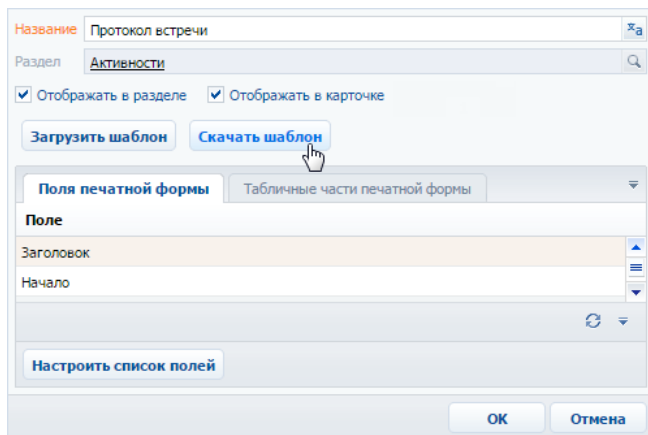 Название Протокол встречи xа
Раздел Активности
Отображать в разделе Отображать в карточке
Загрузить шаблон Скачать шаблон
Поля печатной формы Табличные части печатной формы
Поле
Заголовок
Начало
Настроить список полей
ОК Отмена